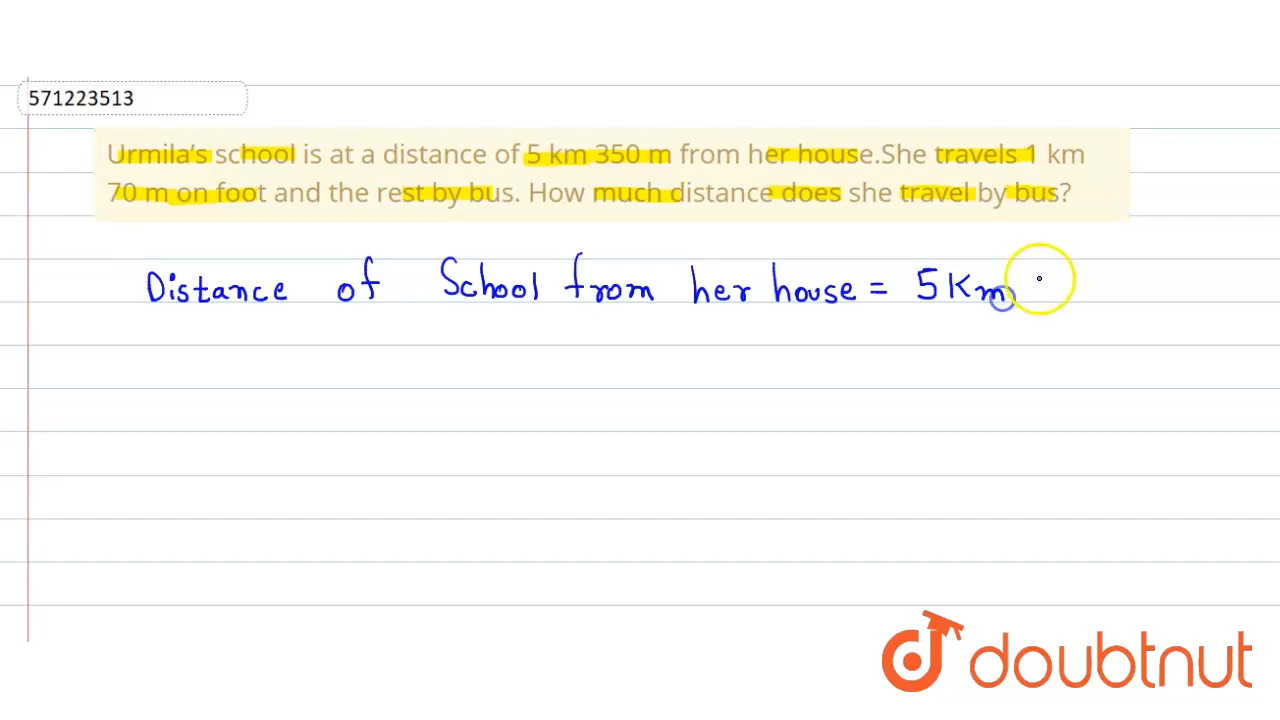 571223513
Urmila’s school is at a distance of 5 km 350 m from her house.She travels 1 km
70 m on foot and the rest by bus. How much distance does she travel by bus?
Distance of School from her house = 5Km
doubtnut